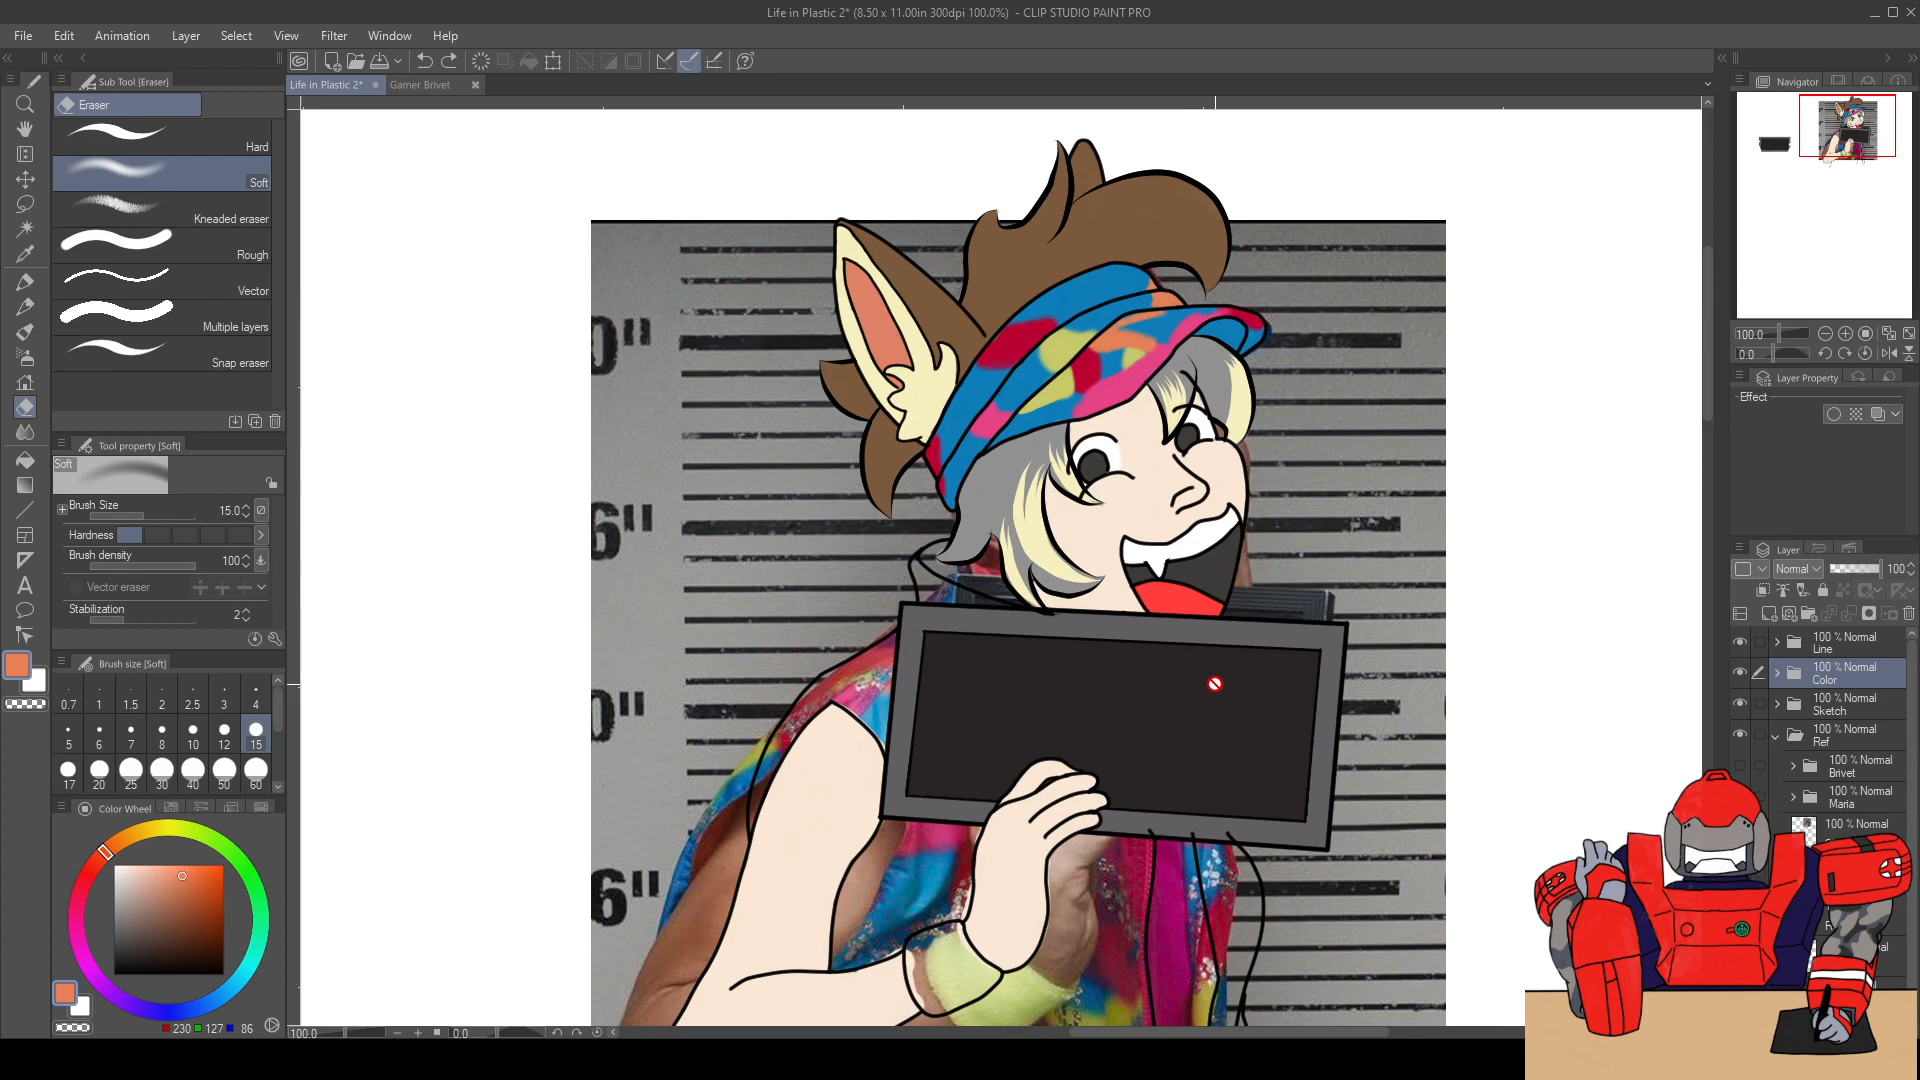 Life in Plastic 2* (8.50 x 11.00in 300dpi 100.0%) - CLIP STUDIO PAINT PRO
File Edit Animation Layer Select View Filter Window Help
Sub Tool [Eraser]
Life in Plastic 2*
Gamer Brivet
Navigator
Eraser
Hard
Soft
Kneaded eraser
Rough
Vector
Multiple layers
Snap eraser
100.0
0.0
Layer Property
Effect
Tool property [Soft]
Soft
Brush Size 15.0
Hardness
Brush density 100
Vector eraser
Stabilization 2
Layer
Normal 100
100 % Normal
Line
100 % Normal
Color
100 % Normal
Sketch
100 % Normal
Ref
100 % Normal
Brivet
100 % Normal
Maria
100 % Normal
Brush size [Soft]
0.7 1 1.5 2 2.5 3 4
5 6 7 8 10 12 15
17 20 25 30 40 50 60
Color Wheel
230 127 86
100.0 0.0
0"
6"
0"
6"